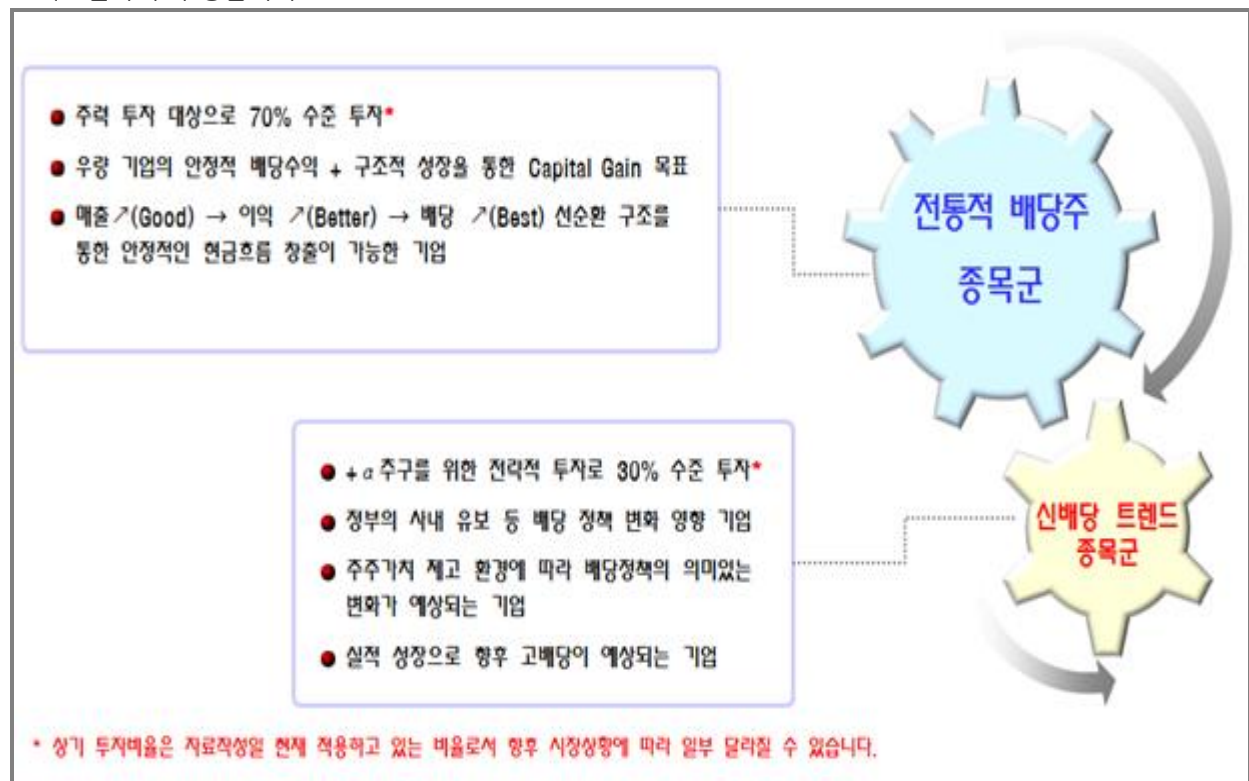 ● 주력 투자 대상으로 70% 수준 투자*
● 우량 기업의 안정적 배당수익 + 구조적 성장을 통한 Capital Gain 목표
● 매출↗(Good) → 이익 ↗(Better) → 배당 ↗(Best) 선순환 구조를
통한 안정적인 현금흐름 창출이 가능한 기업
전통적 배당주
종목군
● +α추구를 위한 전략적 투자로 30% 수준 투자*
● 정부의 사내 유보 등 배당 정책 변화 영향 기업
● 주주가치 제고 환경에 따라 배당정책의 의미있는
변화가 예상되는 기업
● 실적 성장으로 향후 고배당이 예상되는 기업
신배당 트렌드
종목군
* 상기 투자비율은 자료작성일 현재 적용하고 있는 비율로서 향후 시장상황에 따라 일부 달라질 수 있습니다.